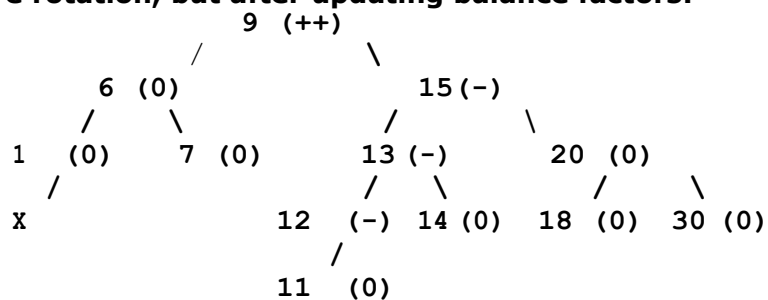 e rotation, but after updating balance factors.
9 (++)
/ \
6 (0) 15(-)
/ \ / \
1 (0) 7 (0) 13(-) 20 (0)
/ / \ / \
X 12 (-) 14(0) 18 (0) 30 (0)
/
11 (0)